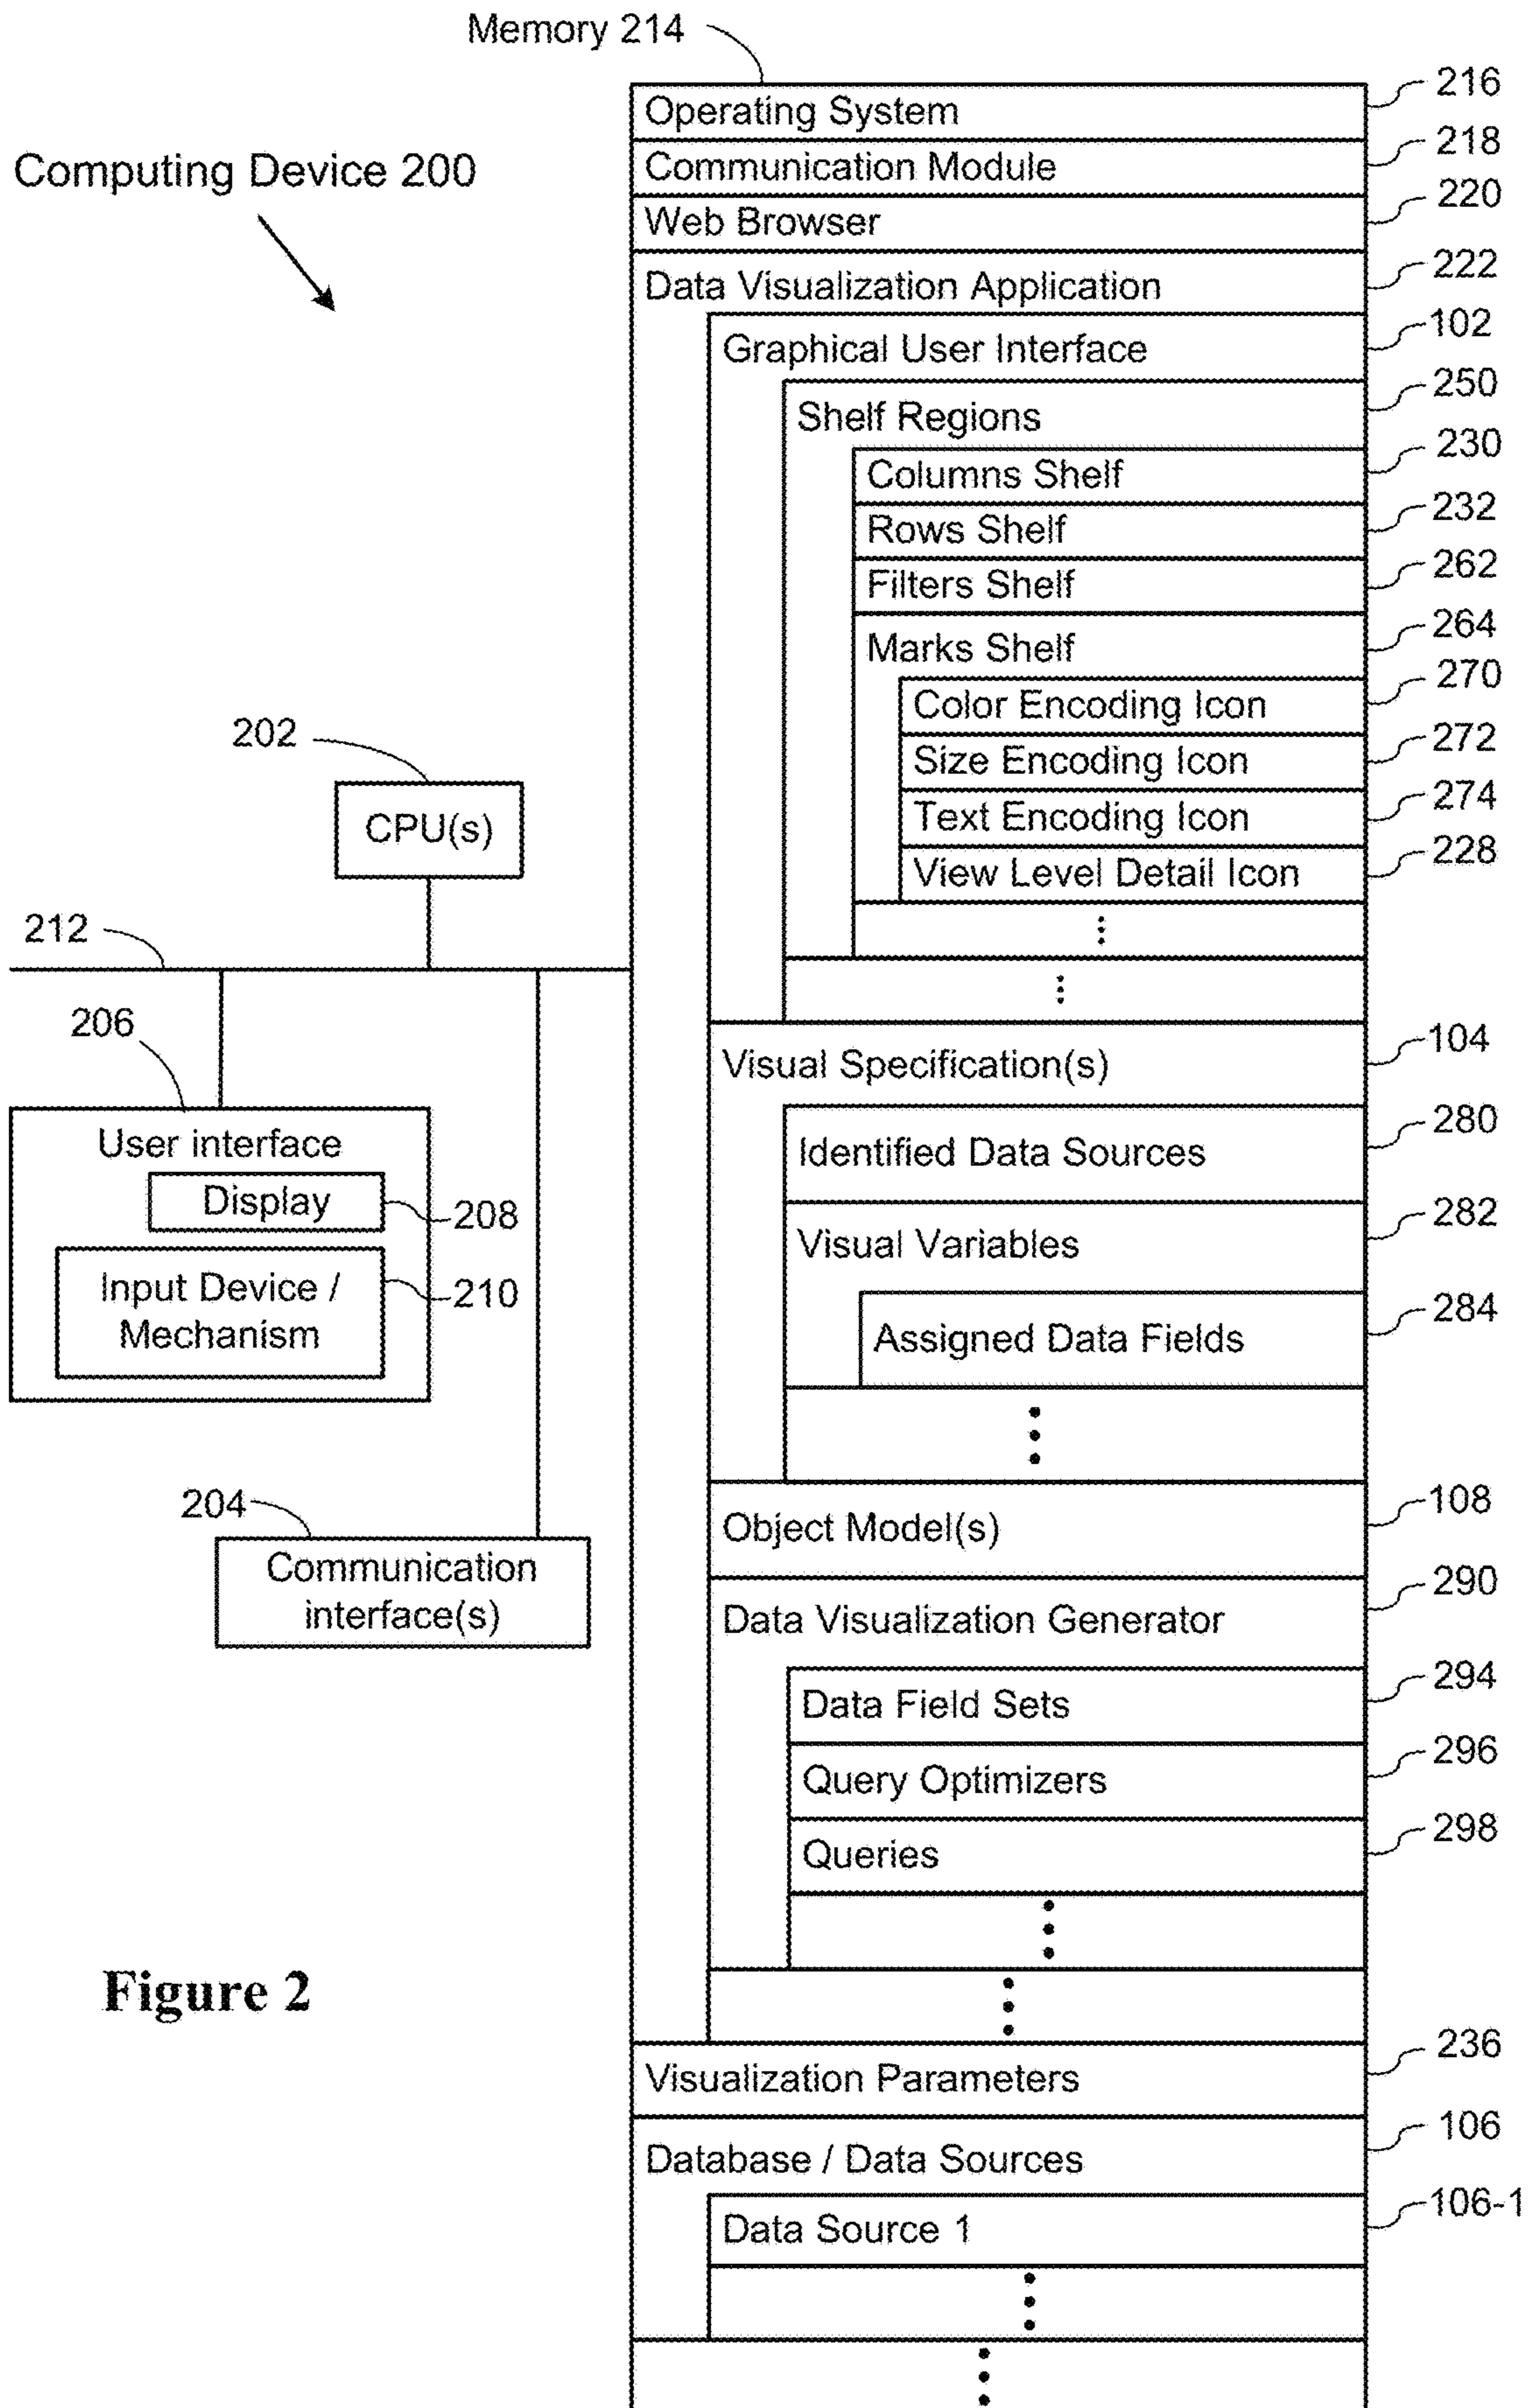 Memory 214
Computing Device 200
Operating System 216
Communication Module 218
Web Browser 220
Data Visualization Application 222
Graphical User Interface 102
Shelf Regions 250
Columns Shelf 230
Rows Shelf 232
Filters Shelf 262
Marks Shelf 264
Color Encoding Icon 270
Size Encoding Icon 272
Text Encoding Icon 274
View Level Detail Icon 228
202
CPU(s)
212
206
User interface
Display 208
Input Device / 210
Mechanism
204
Communication
interface(s)
Visual Specification(s) 104
Identified Data Sources 280
Visual Variables 282
Assigned Data Fields 284
Object Model(s) 108
Data Visualization Generator 290
Data Field Sets 294
Query Optimizers 296
Queries 298
Visualization Parameters 236
Database / Data Sources 106
Data Source 1 106-1
Figure 2